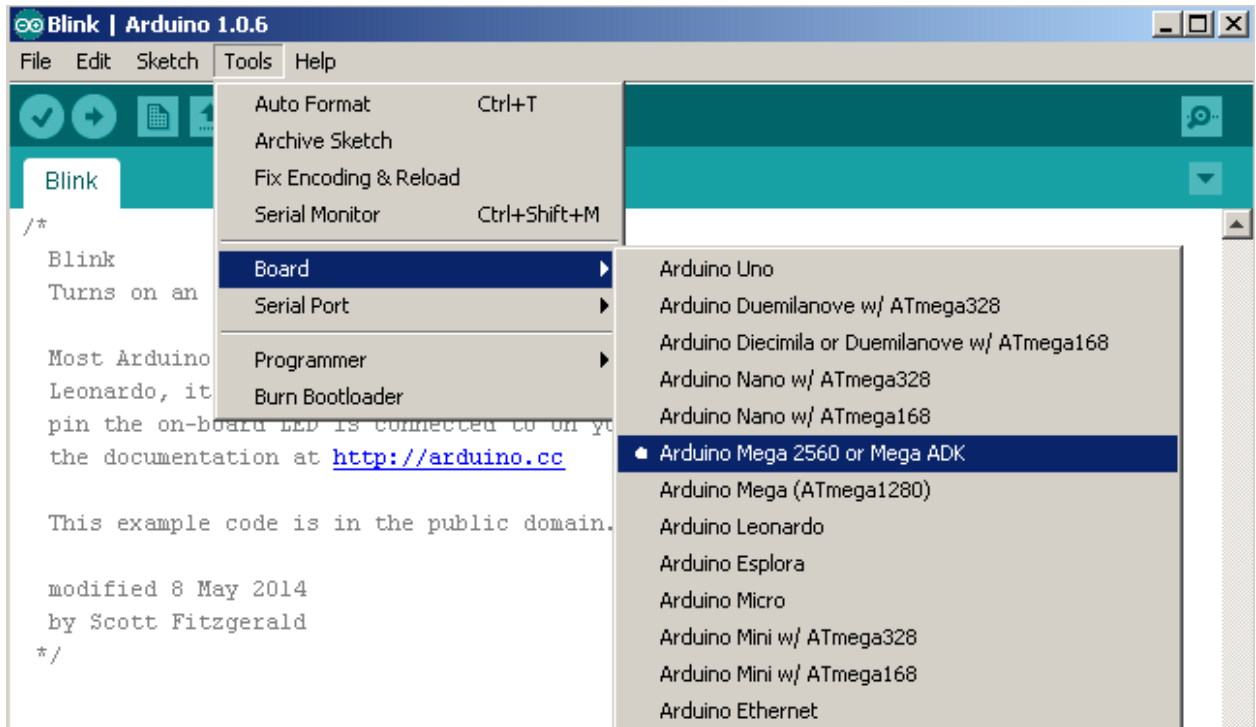 Blink | Arduino 1.0.6
File Edit Sketch Tools Help
Auto Format Ctrl+T
Archive Sketch
Fix Encoding & Reload
Serial Monitor Ctrl+Shift+M
Board
Serial Port
Programmer
Burn Bootloader
Arduino Uno
Arduino Duemilanove w/ ATmega328
Arduino Diecimila or Duemilanove w/ ATmega168
Arduino Nano w/ ATmega328
Arduino Nano w/ ATmega168
Arduino Mega 2560 or Mega ADK
Arduino Mega (ATmega1280)
Arduino Leonardo
Arduino Esplora
Arduino Micro
Arduino Mini w/ ATmega328
Arduino Mini w/ ATmega168
Arduino Ethernet
Blink
/*
Blink
Turns on an
Most Arduino
Leonardo, it
pin the on-board LED is connected to on
the documentation at http://arduino.cc
This example code is in the public domain.
modified 8 May 2014
by Scott Fitzgerald
*/